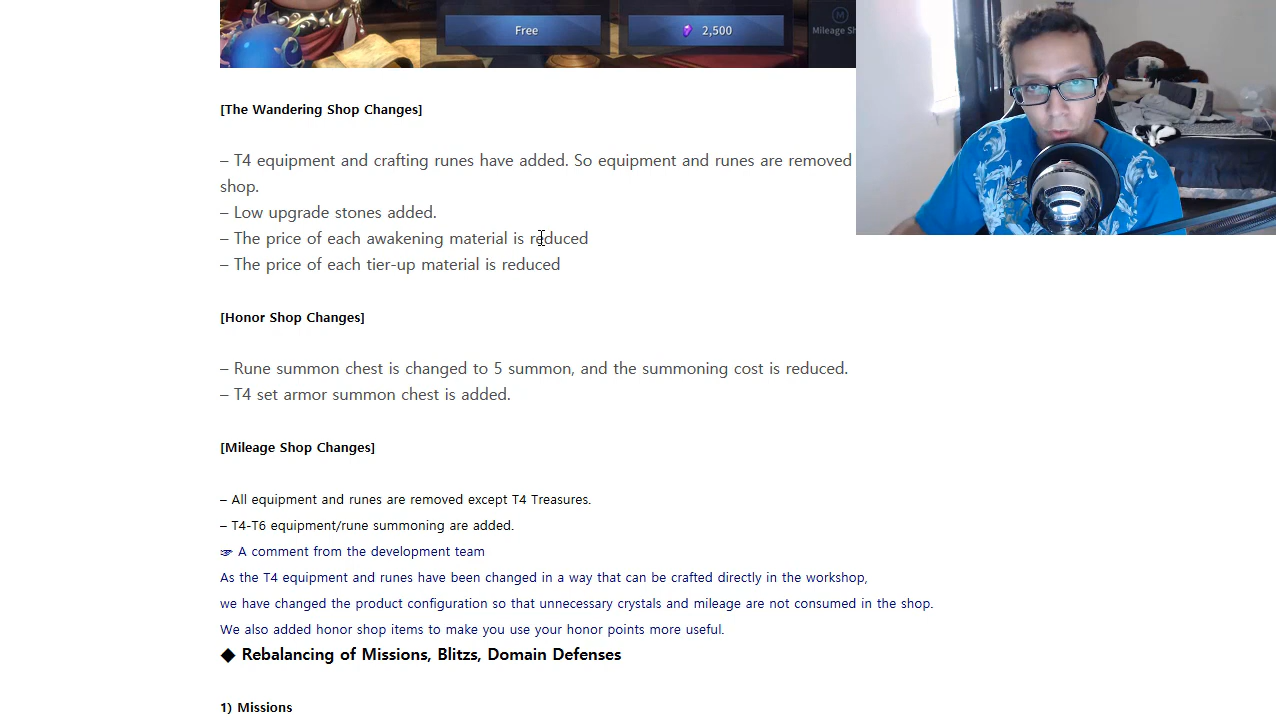 Free
2,500
Mileage Sh
[The Wandering Shop Changes]
– T4 equipment and crafting runes have added. So equipment and runes are removed
shop.
– Low upgrade stones added.
– The price of each awakening material is reduced
– The price of each tier-up material is reduced
[Honor Shop Changes]
– Rune summon chest is changed to 5 summon, and the summoning cost is reduced.
– T4 set armor summon chest is added.
[Mileage Shop Changes]
– All equipment and runes are removed except T4 Treasures.
– T4-T6 equipment/rune summoning are added.
☞ A comment from the development team
As the T4 equipment and runes have been changed in a way that can be crafted directly in the workshop,
we have changed the product configuration so that unnecessary crystals and mileage are not consumed in the shop.
We also added honor shop items to make you use your honor points more useful.
◆ Rebalancing of Missions, Blitzs, Domain Defenses
1) Missions